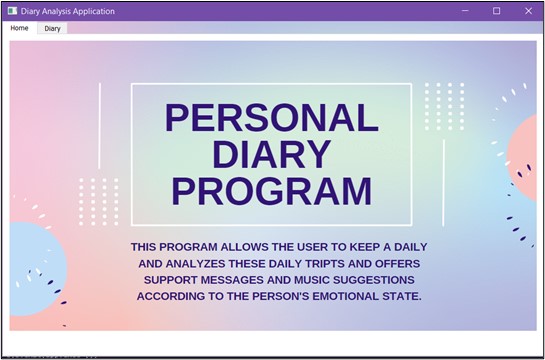 Diary Analysis Application
Home Diary
PERSONAL
DIARY
PROGRAM
THIS PROGRAM ALLOWS THE USER TO KEEP A DAILY
AND ANALYZES THESE DAILY TRIPTS AND OFFERS
SUPPORT MESSAGES AND MUSIC SUGGESTIONS
ACCORDING TO THE PERSON'S EMOTIONAL STATE.